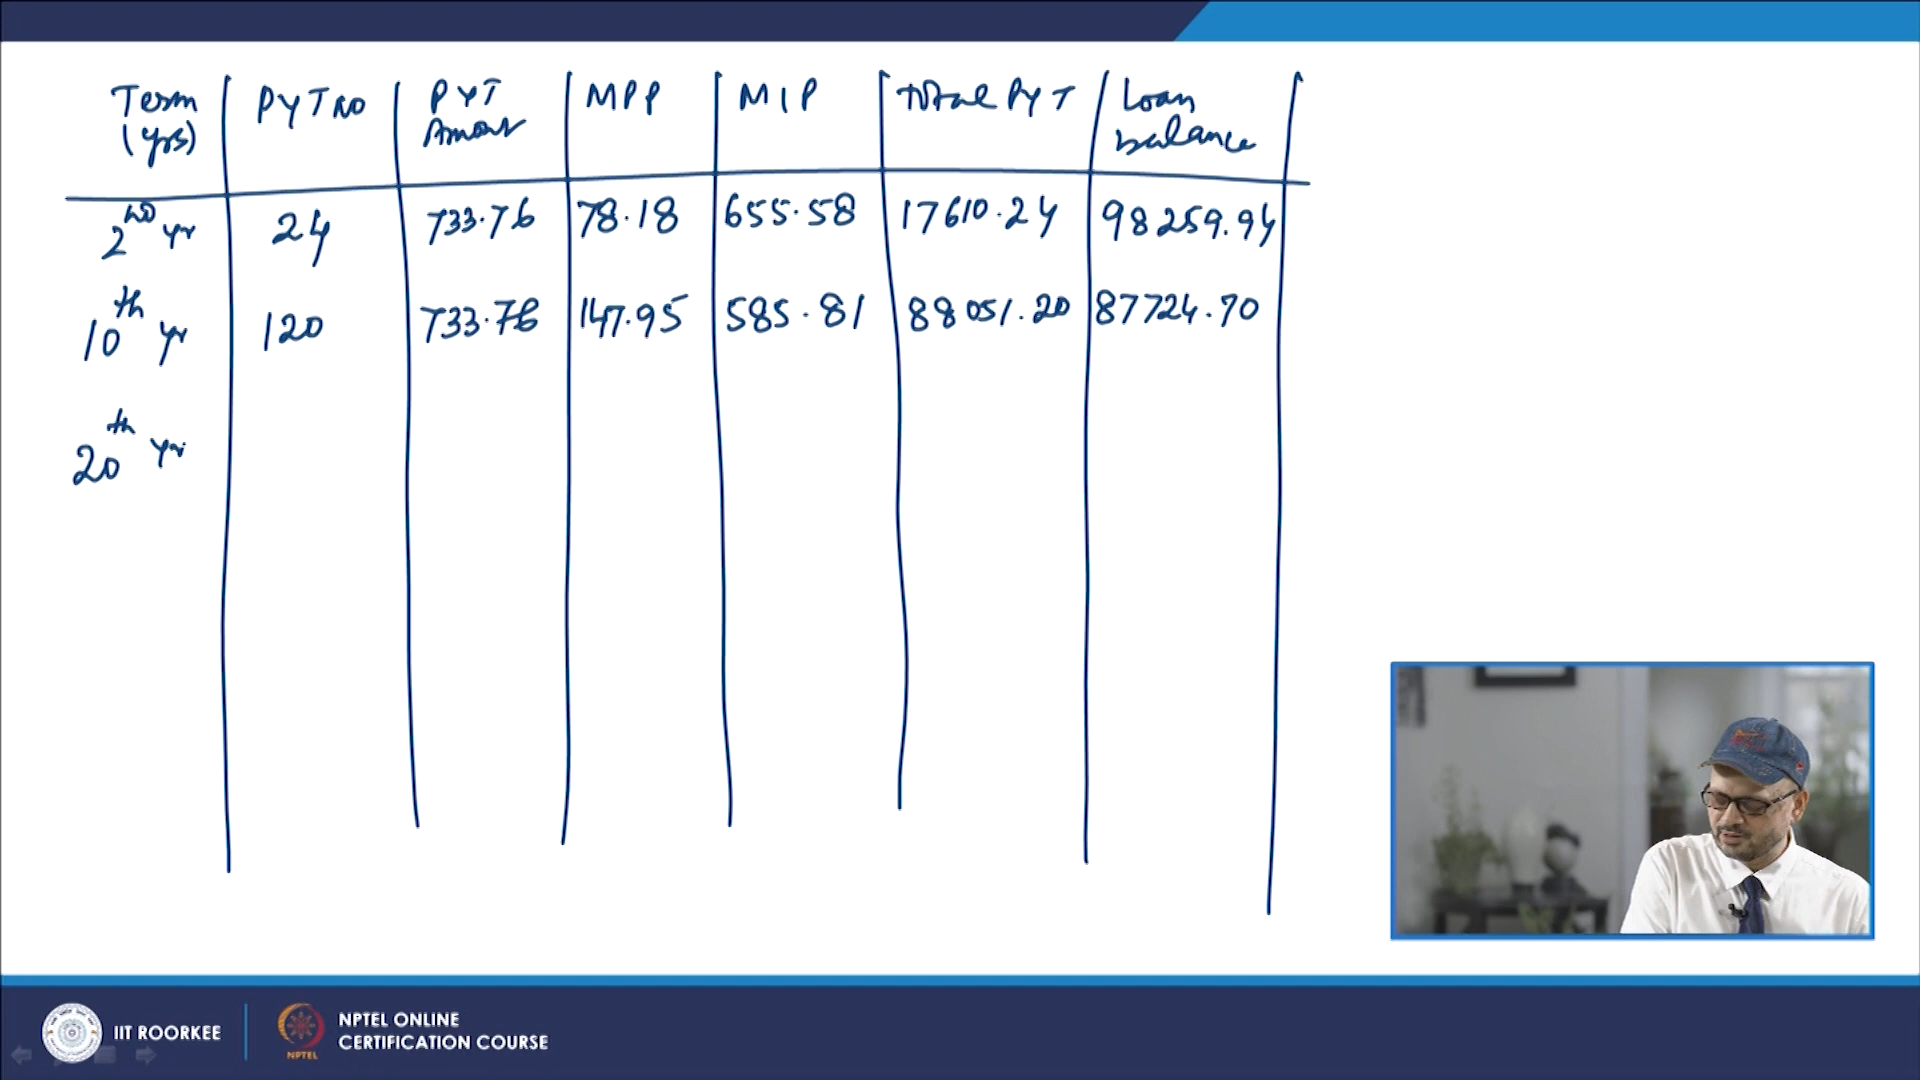 Term (yrs) PYT NO PYT Amount MPP MIP Total PYT Loan balance
2nd yr 24 733.76 78.18 655.58 17610.24 98259.94
10th yr 120 733.76 147.95 585.81 88051.20 87724.70
20th yr
IIT ROORKEE
NPTEL
NPTEL ONLINE
CERTIFICATION COURSE